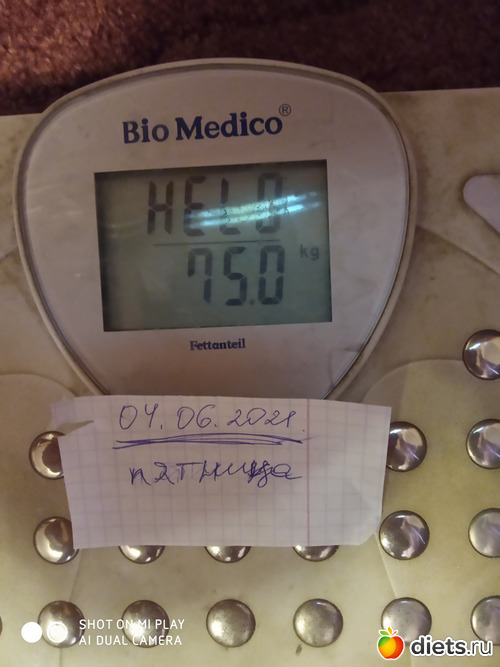 Bio Medico®
HELO
75.0 kg
Fettanteil
04.06.2021
пятница
SHOT ON MI PLAY
AI DUAL CAMERA
diets.ru